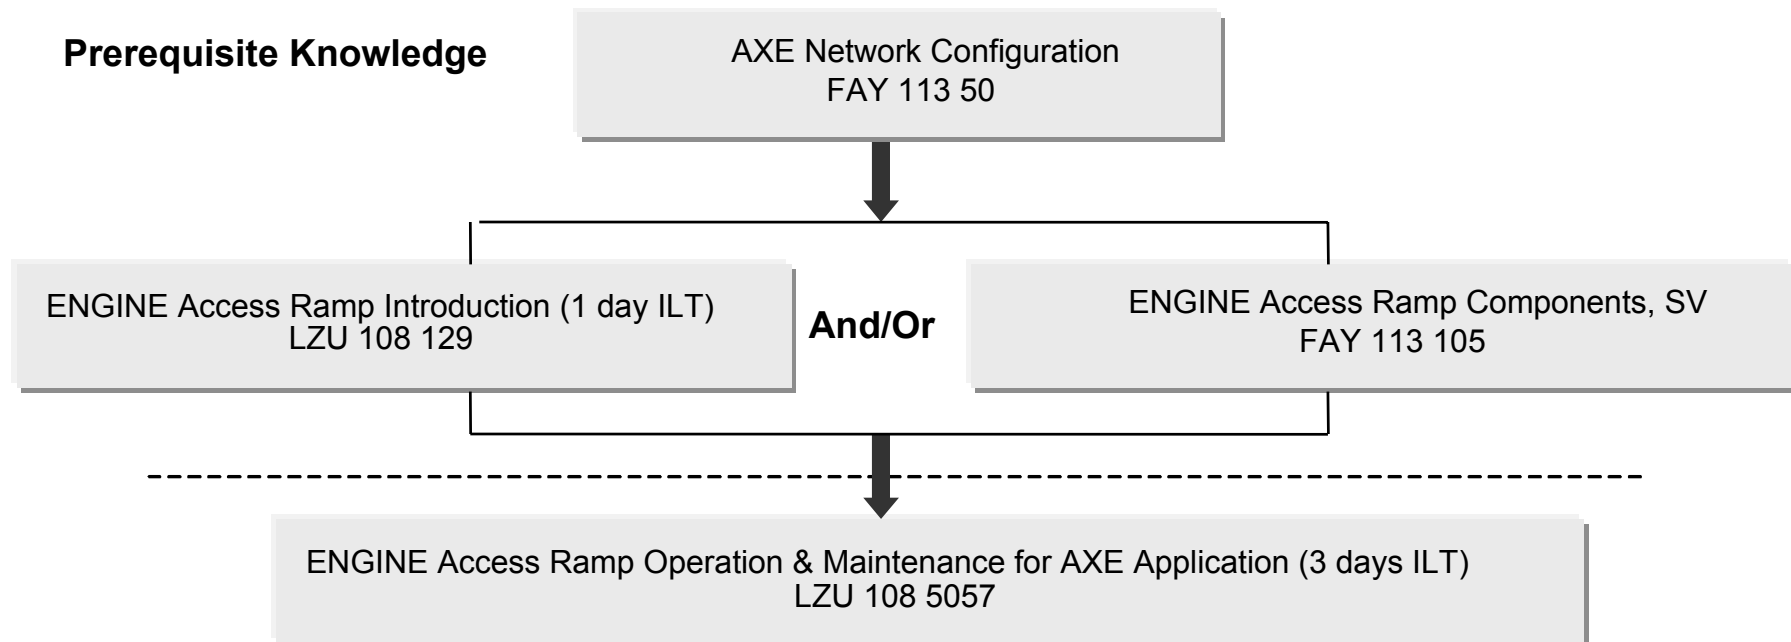 Prerequisite Knowledge
AXE Network Configuration
FAY 113 50
ENGINE Access Ramp Introduction (1 day ILT)
LZU 108 129
And/Or
ENGINE Access Ramp Components, SV
FAY 113 105
ENGINE Access Ramp Operation & Maintenance for AXE Application (3 days ILT)
LZU 108 5057